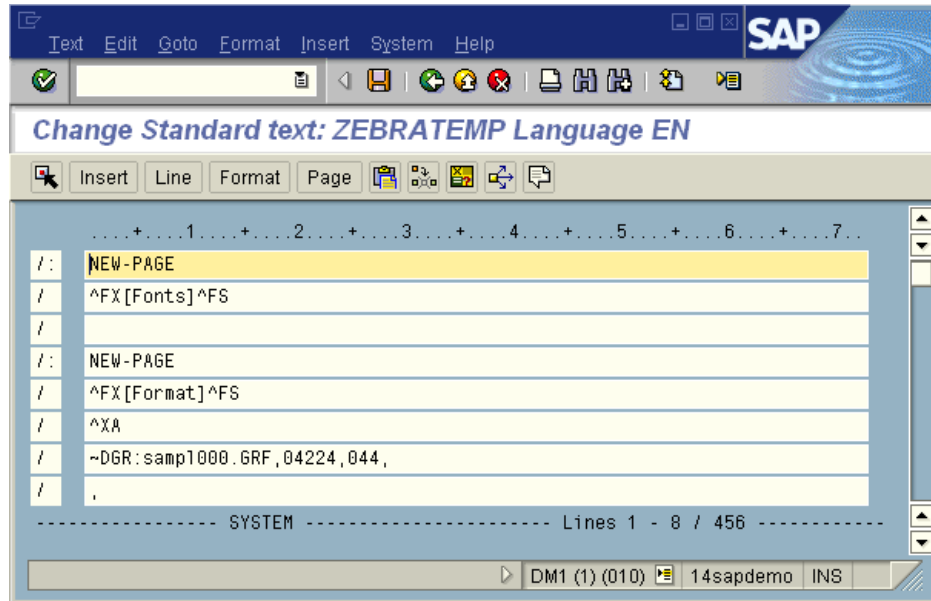 Text Edit Goto Format Insert System Help
SAP
Change Standard text: ZEBRATEMP Language EN
Insert Line Format Page
....+....1....+....2....+....3....+....4....+....5....+....6....+....7..
/: NEW-PAGE
/ ^FX[Fonts]^FS
/
/: NEW-PAGE
/ ^FX[Format]^FS
/ ^XA
/ ~DGR:sampl000.GRF,04224,044,
/ ,
----------------- SYSTEM ----------------------- Lines 1 - 8 / 456 ------------
DM1 (1) (010) 14sapdemo INS